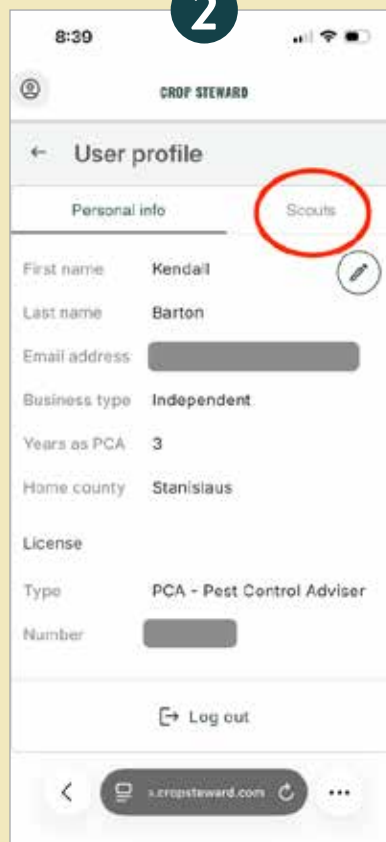 2
8:39
CROP STEWARD
← User profile
Personal info Scouts
First name Kendall
Last name Barton
Email address
Business type Independent
Years as PCA 3
Home county Stanislaus
License
Type PCA - Pest Control Adviser
Number
Log out
s.cropsteward.com